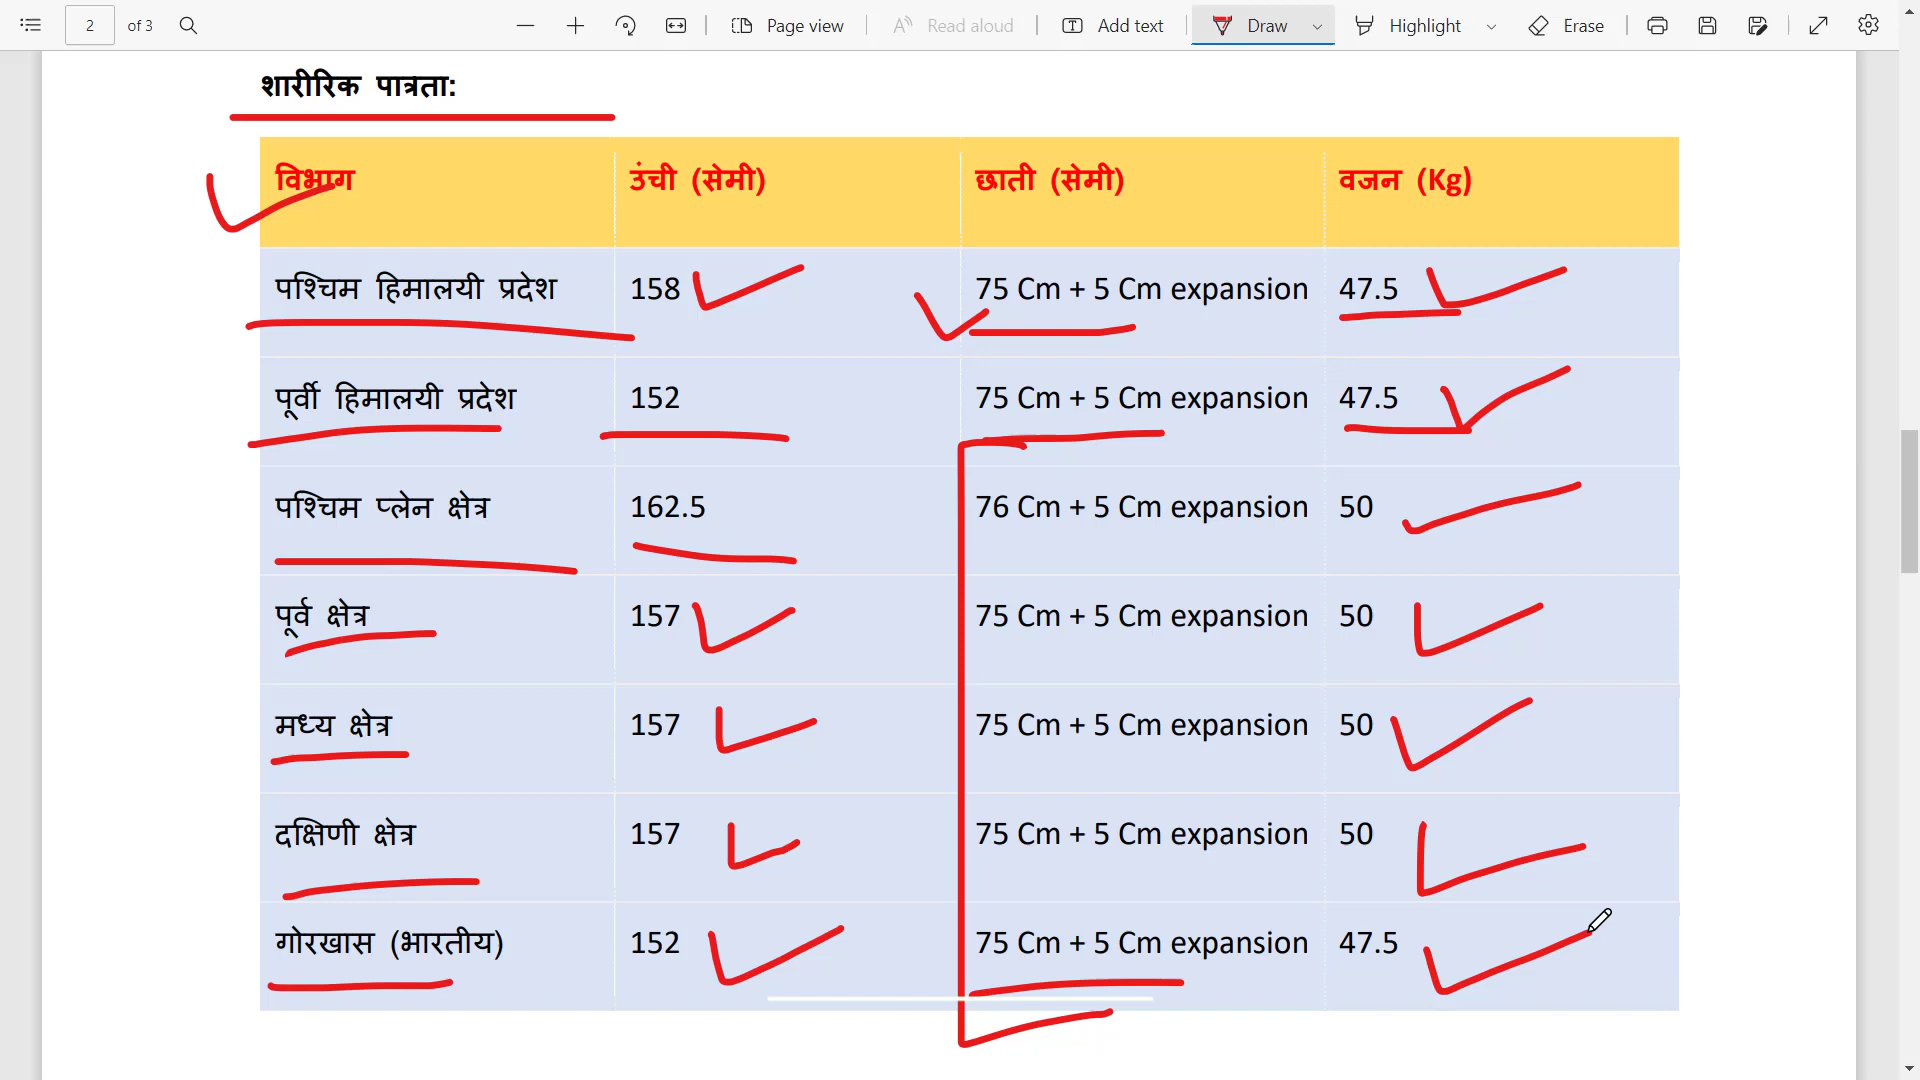 2 of 3 Page view Read aloud Add text Draw Highlight Erase
शारीरिक पात्रता:
विभाग उंची (सेमी) छाती (सेमी) वजन (Kg)
पश्चिम हिमालयी प्रदेश 158 75 Cm + 5 Cm expansion 47.5
पूर्वी हिमालयी प्रदेश 152 75 Cm + 5 Cm expansion 47.5
पश्चिम प्लेन क्षेत्र 162.5 76 Cm + 5 Cm expansion 50
पूर्व क्षेत्र 157 75 Cm + 5 Cm expansion 50
मध्य क्षेत्र 157 75 Cm + 5 Cm expansion 50
दक्षिणी क्षेत्र 157 75 Cm + 5 Cm expansion 50
गोरखास (भारतीय) 152 75 Cm + 5 Cm expansion 47.5